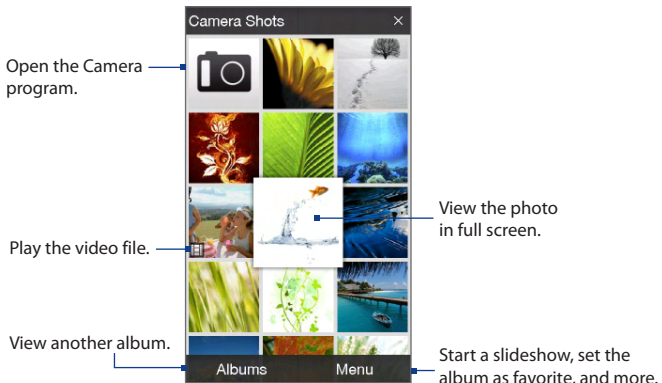 Camera Shots ×
Open the Camera
program.
View the photo
in full screen.
Play the video file.
View another album.
Albums Menu
Start a slideshow, set the
album as favorite, and more.